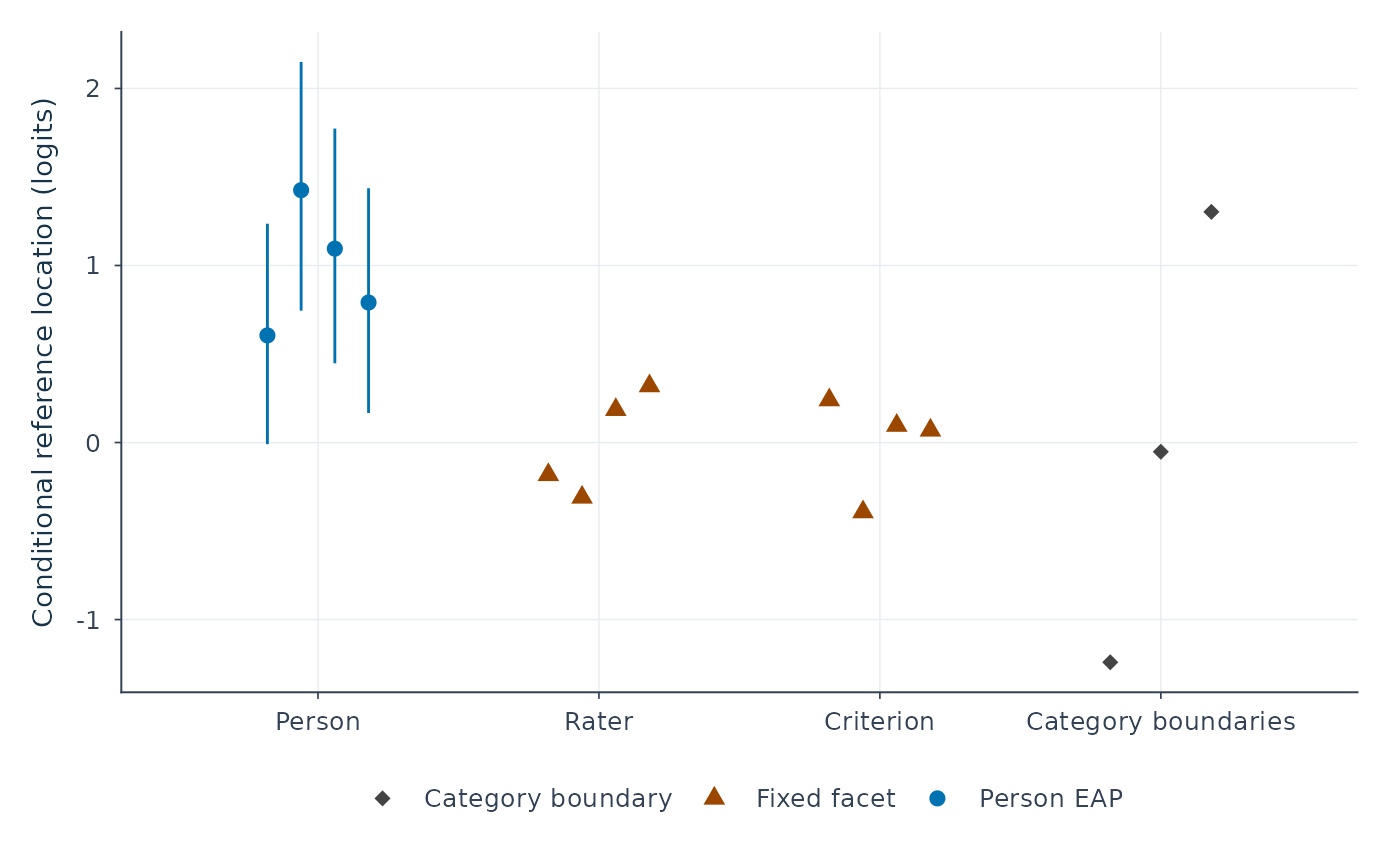 Conditional reference location (logits)
2
1
0
-1
Person
Rater
Criterion
Category boundaries
Category boundary
Fixed facet
Person EAP